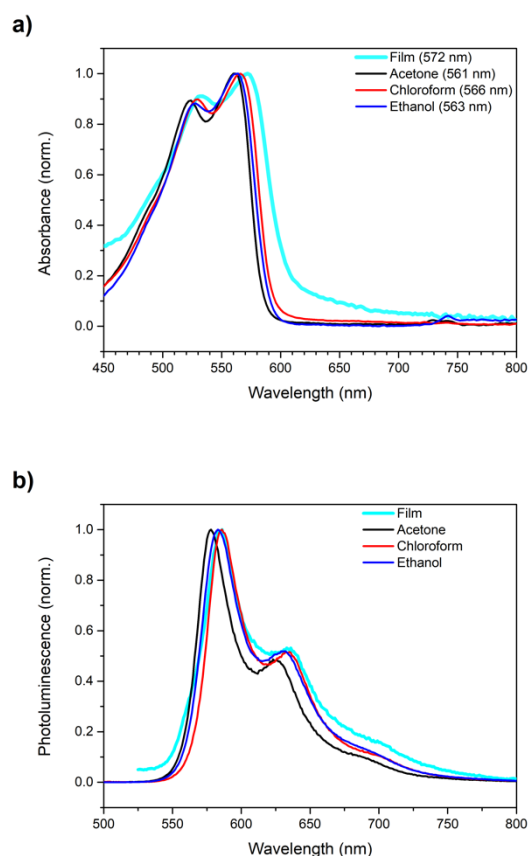 a)
Film (572 nm)
Acetone (561 nm)
Chloroform (566 nm)
Ethanol (563 nm)
Absorbance (norm.)
1.0
0.8
0.6
0.4
0.2
0.0
450 500 550 600 650 700 750 800
Wavelength (nm)
b)
Film
Acetone
Chloroform
Ethanol
Photoluminescence (norm.)
1.0
0.8
0.6
0.4
0.2
0.0
500 550 600 650 700 750 800
Wavelength (nm)